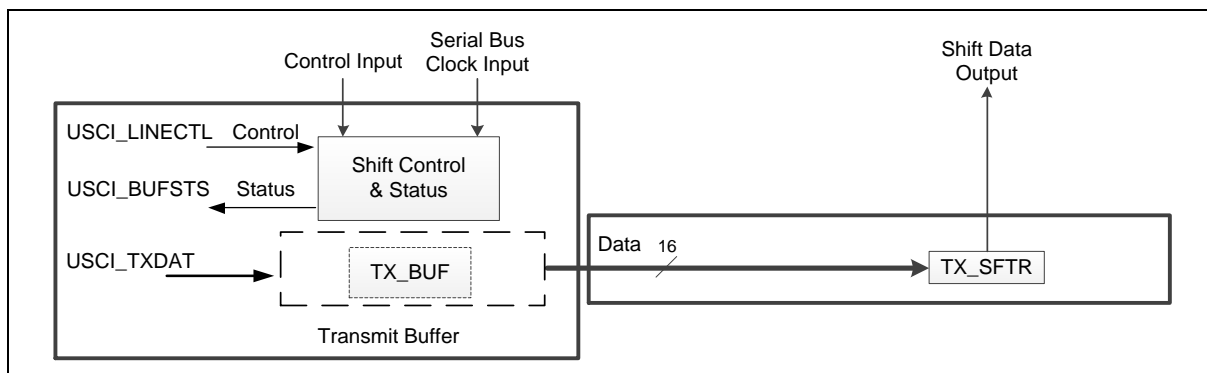 Control Input
Serial Bus
Clock Input
Shift Data
Output
USCI_LINECTL Control
Shift Control
& Status
USCI_BUFSTS Status
USCI_TXDAT
TX_BUF
Transmit Buffer
Data 16
TX_SFTR